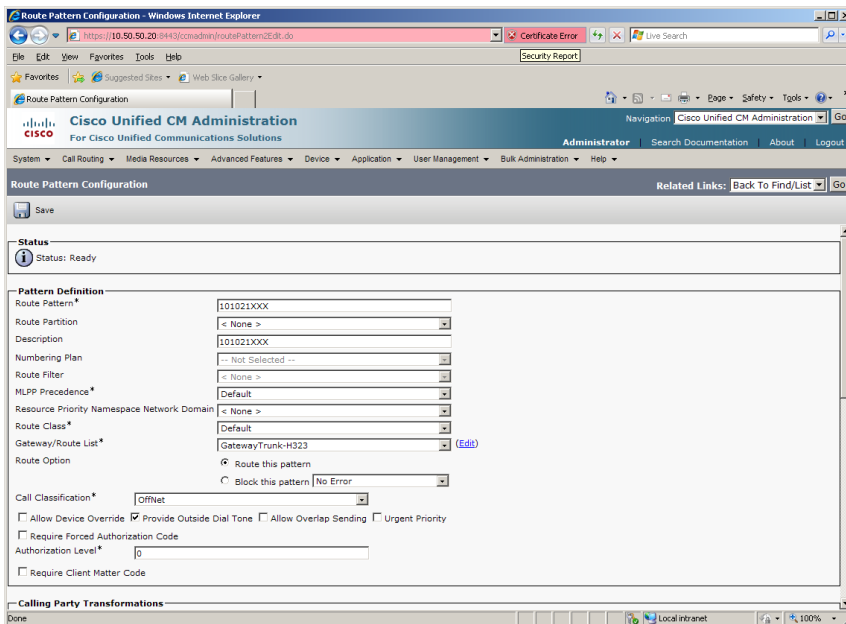 Route Pattern Configuration - Windows Internet Explorer
https://10.50.50.20:8443/ccmadmin/routePattern2Edit.do
Certificate Error
Live Search
File Edit View Favorites Tools Help
Security Report
Favorites
Suggested Sites
Web Slice Gallery
Route Pattern Configuration
Page Safety Tools
cisco
Cisco Unified CM Administration
For Cisco Unified Communications Solutions
Navigation Cisco Unified CM Administration Go
Administrator | Search Documentation | About | Logout
System Call Routing Media Resources Advanced Features Device Application User Management Bulk Administration Help
Route Pattern Configuration
Related Links: Back To Find/List Go
Save
Status
Status: Ready
Pattern Definition
Route Pattern* 101021XXX
Route Partition < None >
Description 101021XXX
Numbering Plan -- Not Selected --
Route Filter < None >
MLPP Precedence* Default
Resource Priority Namespace Network Domain < None >
Route Class* Default
Gateway/Route List* GatewayTrunk-H323 (Edit)
Route Option Route this pattern
Block this pattern No Error
Call Classification* OffNet
Allow Device Override Provide Outside Dial Tone Allow Overlap Sending Urgent Priority
Require Forced Authorization Code
Authorization Level* 0
Require Client Matter Code
Calling Party Transformations
Done
Local intranet
100%